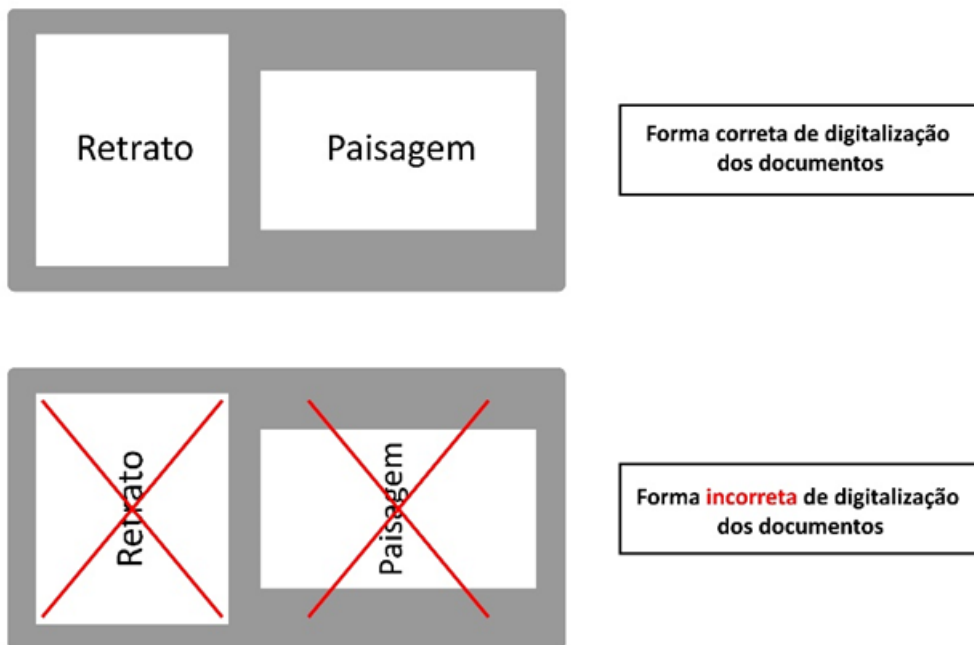 Retrato
Paisagem
Forma correta de digitalização
dos documentos
Retrato
Paisagem
Forma incorreta de digitalização
dos documentos